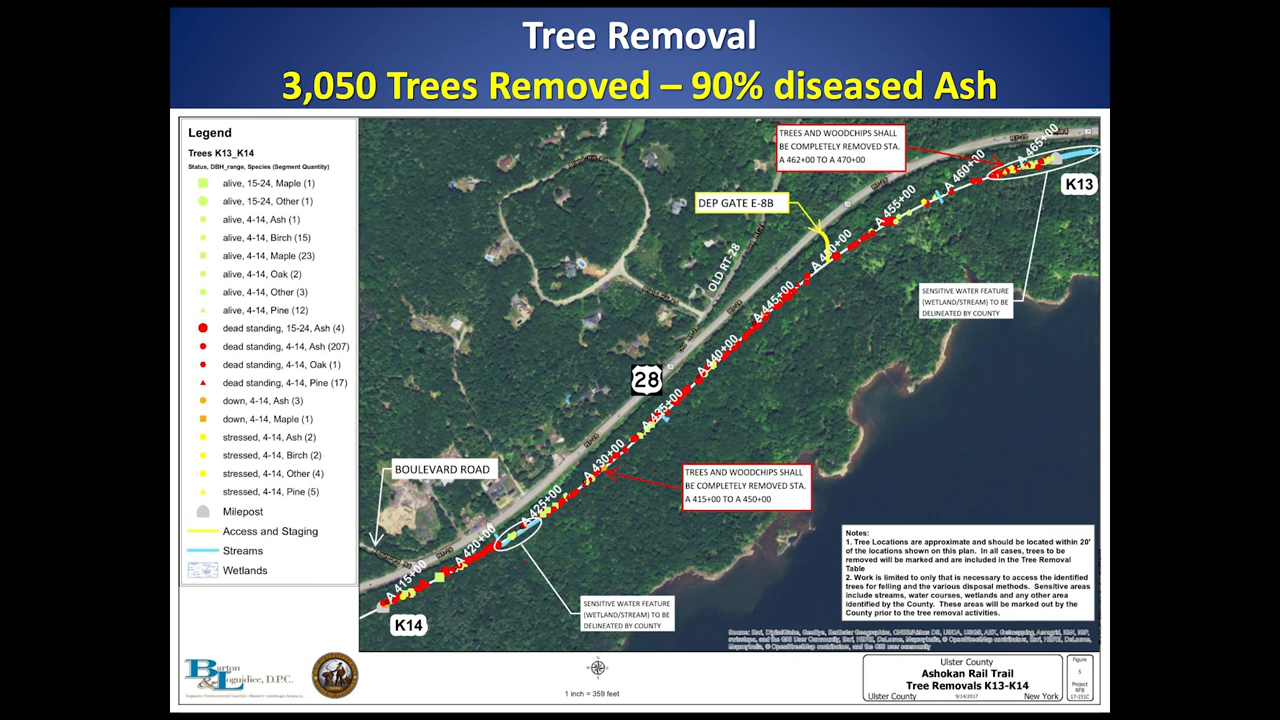 Tree Removal
3,050 Trees Removed – 90% diseased Ash
Legend
Trees K13_K14
Status, DBH_range, Species (Segment Quantity)
alive, 15-24, Maple (1)
alive, 15-24, Other (1)
alive, 4-14, Ash (1)
alive, 4-14, Birch (15)
alive, 4-14, Maple (23)
alive, 4-14, Oak (2)
alive, 4-14, Other (3)
alive, 4-14, Pine (12)
dead standing, 15-24, Ash (4)
dead standing, 4-14, Ash (207)
dead standing, 4-14, Oak (1)
dead standing, 4-14, Pine (17)
down, 4-14, Ash (3)
down, 4-14, Maple (1)
stressed, 4-14, Ash (2)
stressed, 4-14, Birch (2)
stressed, 4-14, Other (4)
stressed, 4-14, Pine (5)
Milepost
Access and Staging
Streams
Wetlands
TREES AND WOODCHIPS SHALL
BE COMPLETELY REMOVED STA.
A 462+00 TO A 470+00
A 465+00
A 460+00
K13
DEP GATE E-8B
A 455+00
A 450+00
OLD RT-28
SENSITIVE WATER FEATURE
(WETLAND/STREAM) TO BE
DELINEATED BY COUNTY
A 445+00
A 440+00
28
A 435+00
A 430+00
BOULEVARD ROAD
TREES AND WOODCHIPS SHALL
BE COMPLETELY REMOVED STA.
A 415+00 TO A 450+00
A 425+00
A 420+00
A 415+00
K14
SENSITIVE WATER FEATURE
(WETLAND/STREAM) TO BE
DELINEATED BY COUNTY
Notes:
1. Tree Locations are approximate and should be located within 20'
of the locations shown on this plan. In all cases, trees to be
removed will be marked and are included in the Tree Removal
Table
2. Work is limited to only that is necessary to access the identified
trees for felling and the various disposal methods. Sensitive areas
include streams, water courses, wetlands and any other area
identified by the County. These areas will be marked out by the
County prior to the tree removal activities.
Barton
& Loguidice, D.P.C.
1 inch = 359 feet
Ulster County
Ashokan Rail Trail
Tree Removals K13-K14
Ulster County 9/14/2017 New York
Figure
5
Project
RFB
17-151C